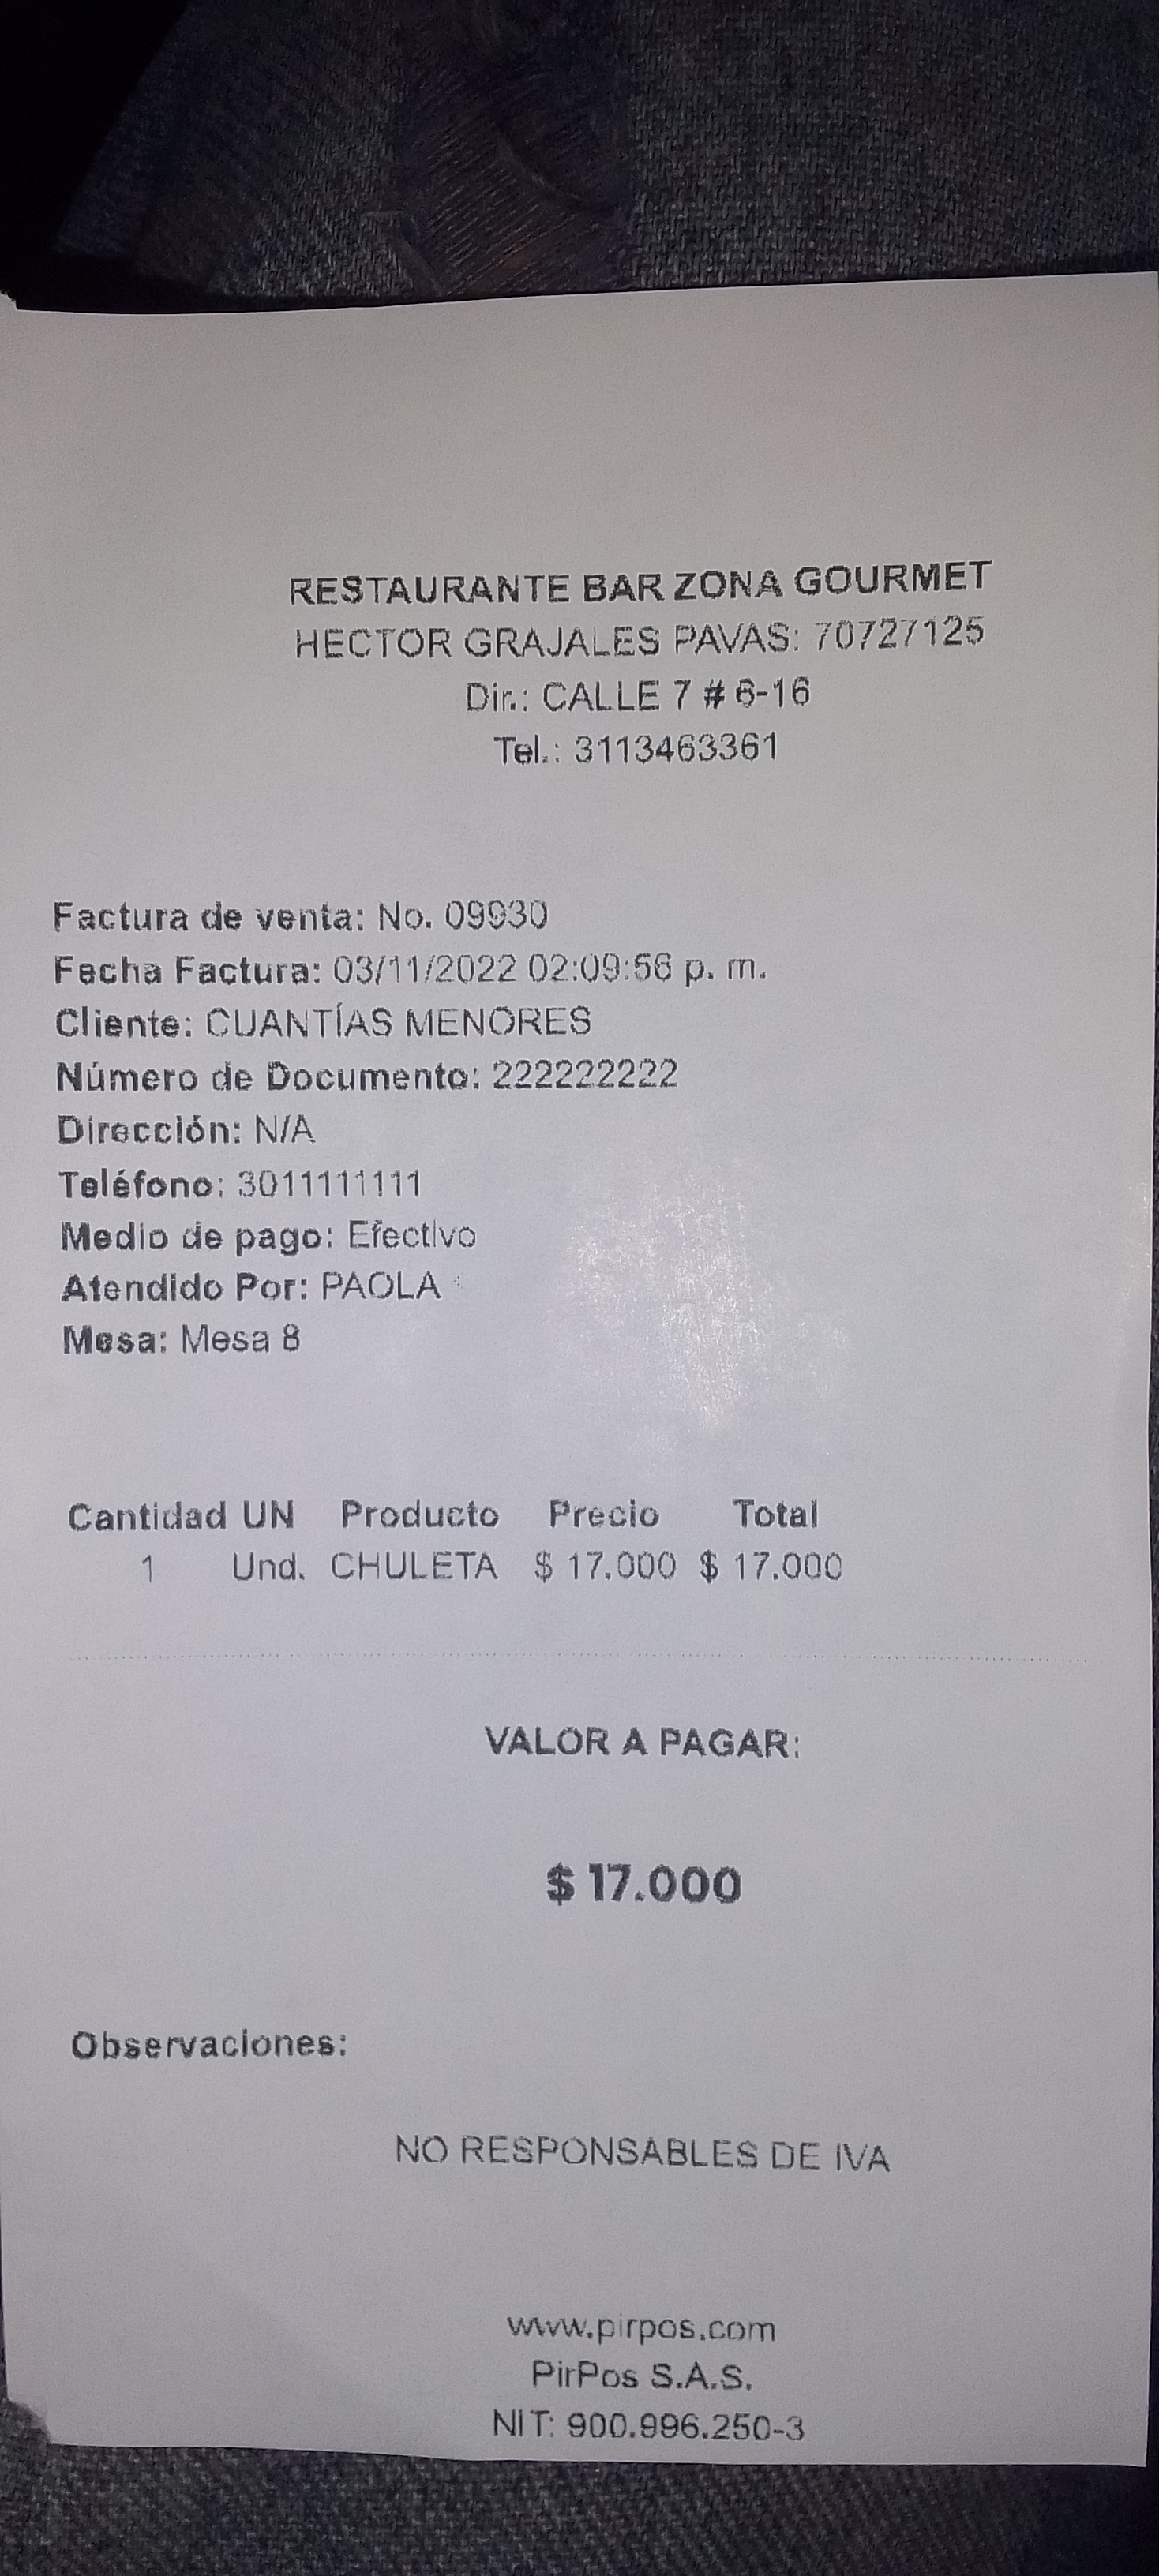 RESTAURANTE BAR ZONA GOURMET
HECTOR GRAJALES PAVAS: 70727125
Dir.: CALLE 7 # 6-16
Tel.: 3113463361
Factura de venta: No. 09930
Fecha Factura: 03/11/2022 02:09:56 p. m.
Cliente: CUANTÍAS MENORES
Número de Documento: 222222222
Dirección: N/A
Teléfono: 3011111111
Medio de pago: Efectivo
Atendido Por: PAOLA
Mesa: Mesa 8
Cantidad UN Producto Precio Total
1 Und. CHULETA $ 17.000 $ 17.000
VALOR A PAGAR:
$ 17.000
Observaciones:
NO RESPONSABLES DE IVA
www.pirpos.com
PirPos S.A.S.
NIT: 900.996.250-3